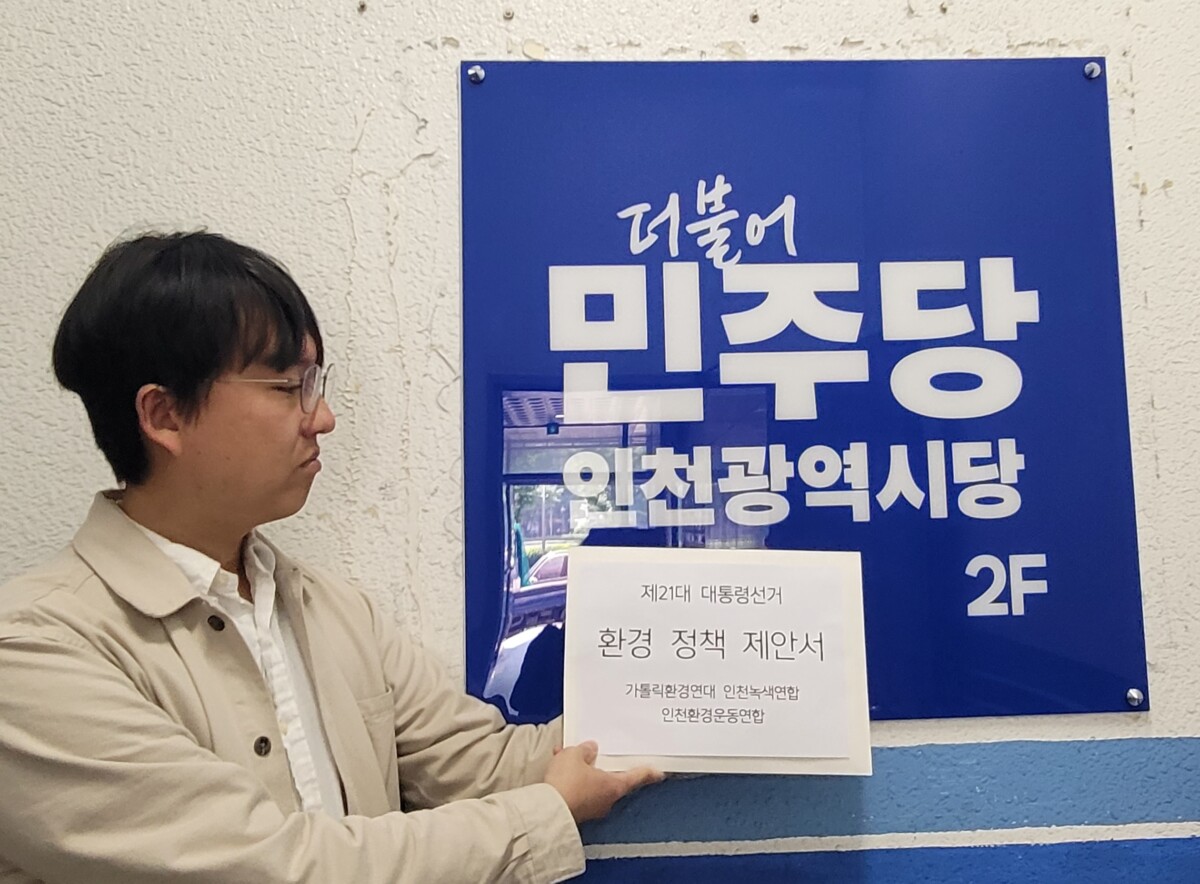 더불어
민주당
인천광역시당
2F
제21대 대통령선거
환경 정책 제안서
가톨릭환경연대 인천녹색연합
인천환경운동연합